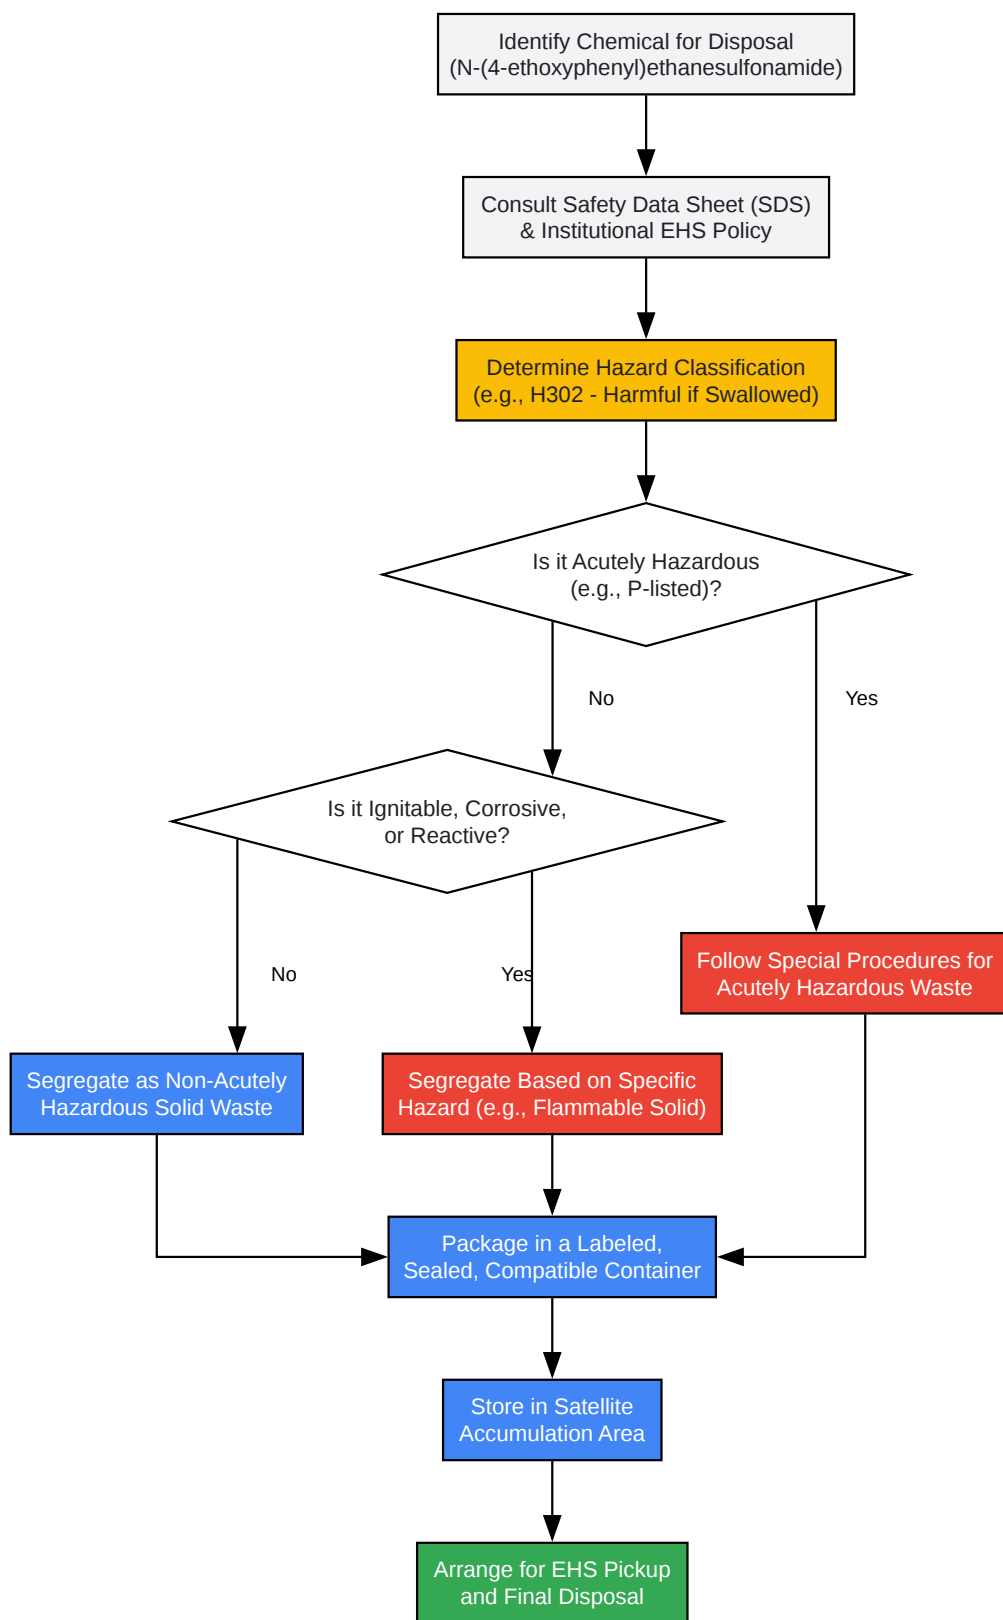 Identify Chemical for Disposal
(N-(4-ethoxyphenyl)ethanesulfonamide)
Consult Safety Data Sheet (SDS)
& Institutional EHS Policy
Determine Hazard Classification
(e.g., H302 - Harmful if Swallowed)
Is it Acutely Hazardous
(e.g., P-listed)?
No
Yes
Is it Ignitable, Corrosive,
or Reactive?
No
Yes
Follow Special Procedures for
Acutely Hazardous Waste
Segregate as Non-Acutely
Hazardous Solid Waste
Segregate Based on Specific
Hazard (e.g., Flammable Solid)
Package in a Labeled,
Sealed, Compatible Container
Store in Satellite
Accumulation Area
Arrange for EHS Pickup
and Final Disposal